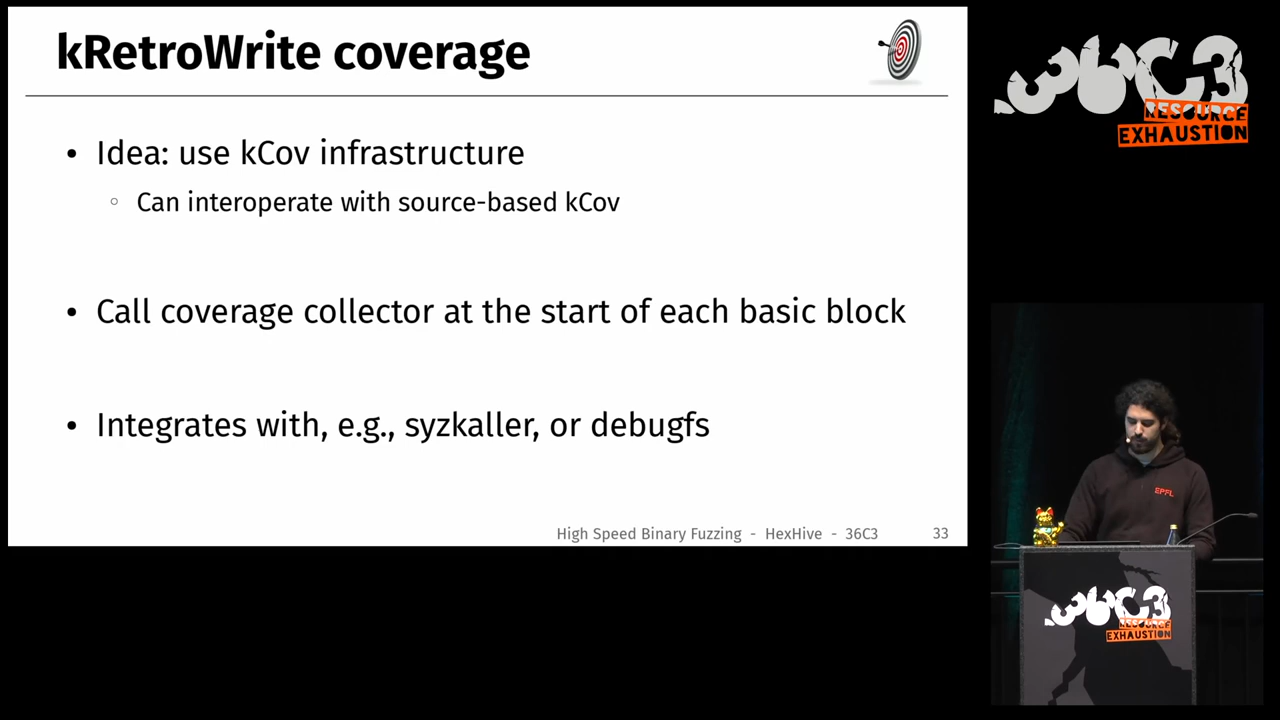 kRetroWrite coverage
• Idea: use kCov infrastructure
◦ Can interoperate with source-based kCov
• Call coverage collector at the start of each basic block
• Integrates with, e.g., syzkaller, or debugfs
High Speed Binary Fuzzing - HexHive - 36C3 33
36C3
RESOURCE
EXHAUSTION
EPFL
36C3
RESOURCE
EXHAUSTION